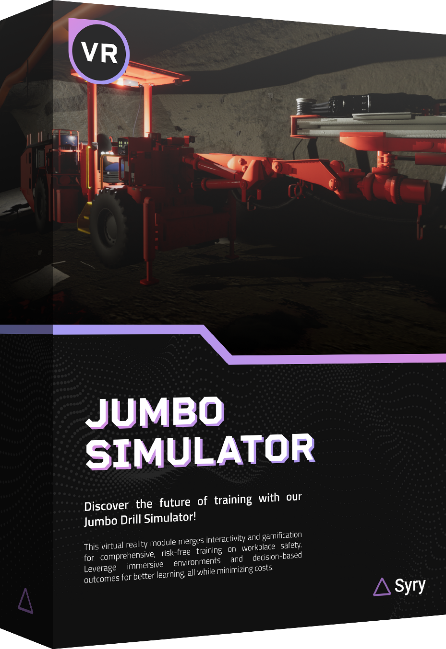 VR
JUMBO
SIMULATOR
Discover the future of training with our
Jumbo Drill Simulator!
This virtual reality module merges interactivity and gamification
for comprehensive, risk-free training on workplace safety.
Leverage immersive environments and decision-based
outcomes for better learning, all while minimizing costs.
Syry